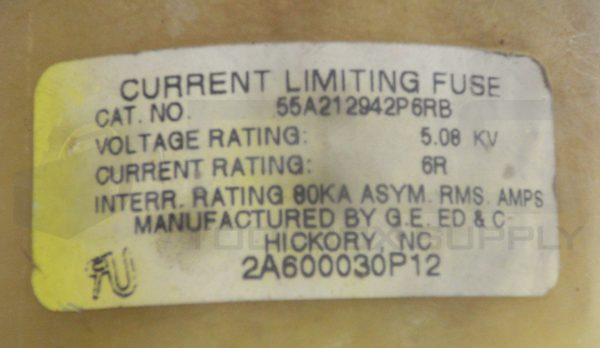 CURRENT LIMITING FUSE
CAT. NO. 55A212942P6RB
VOLTAGE RATING: 5.08 KV
CURRENT RATING: 6R
INTERR. RATING 80KA ASYM. RMS. AMPS
MANUFACTURED BY G.E. ED & C
HICKORY, NC
2A600030P12